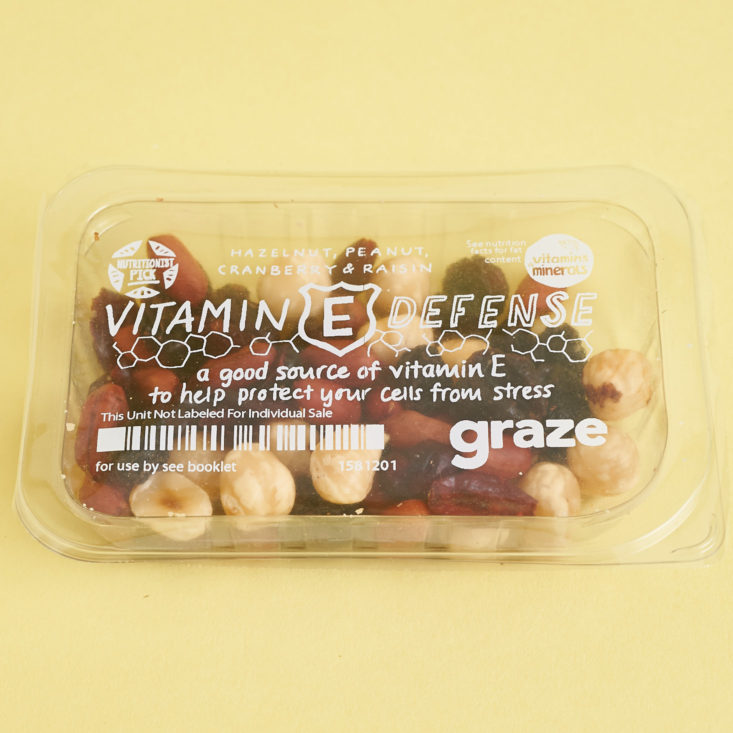 NUTRITIONIST
PICK
HAZELNUT, PEANUT,
CRANBERRY & RAISIN
See nutrition
facts for fat
content
vitamins
minerals
VITAMIN E DEFENSE
a good source of vitamin E
to help protect your cells from stress
This Unit Not Labeled For Individual Sale
for use by see booklet
1581201
graze